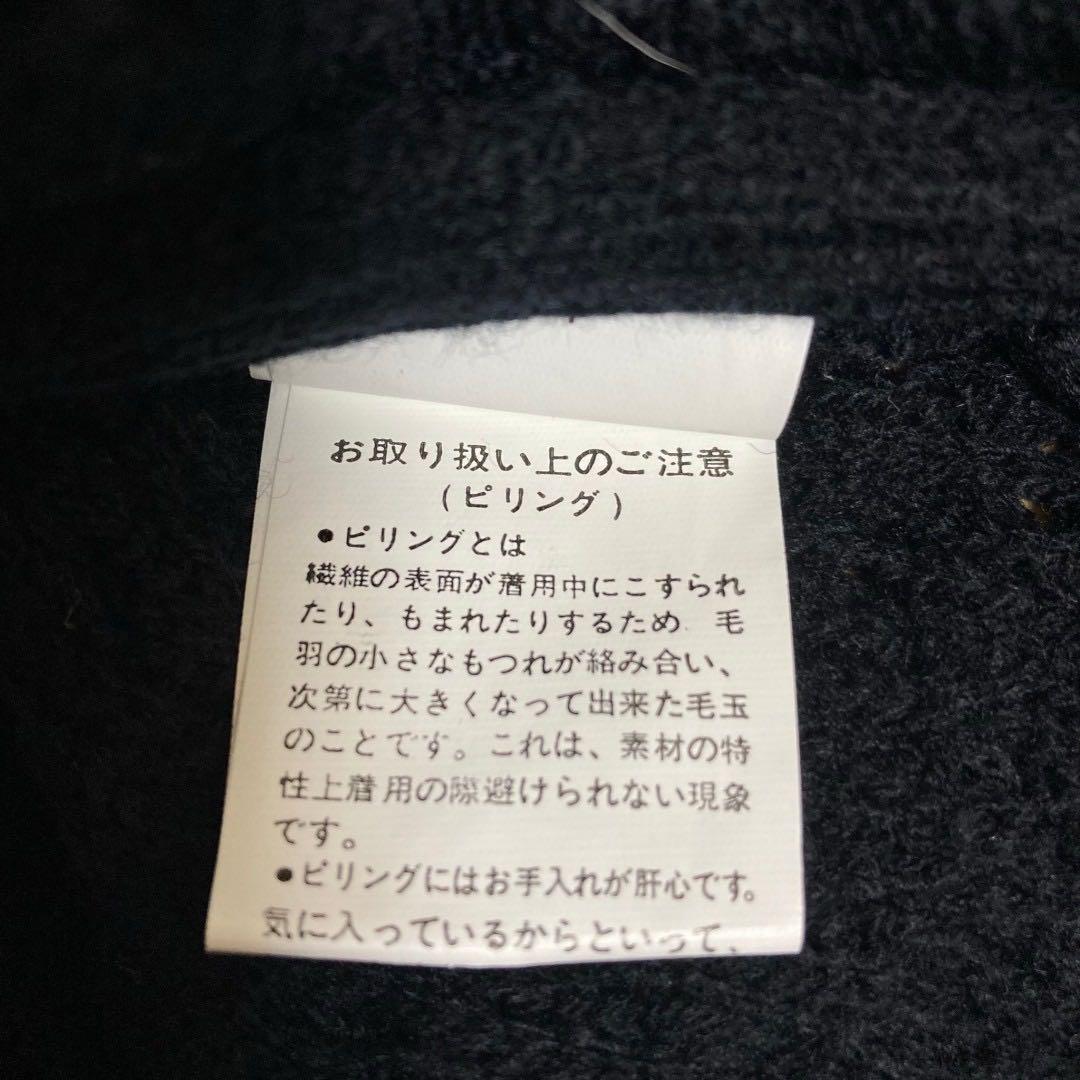 お取り扱い上のご注意
(ピリング)
●ピリングとは
繊維の表面が着用中にこすられ
たり、もまれたりするため 毛
羽の小さなもつれが絡み合い、
次第に大きくなって出来た毛玉
のことです。これは、素材の特
性上着用の際避けられない現象
です。
●ピリングにはお手入れが肝心です。
気に入っているからといって、